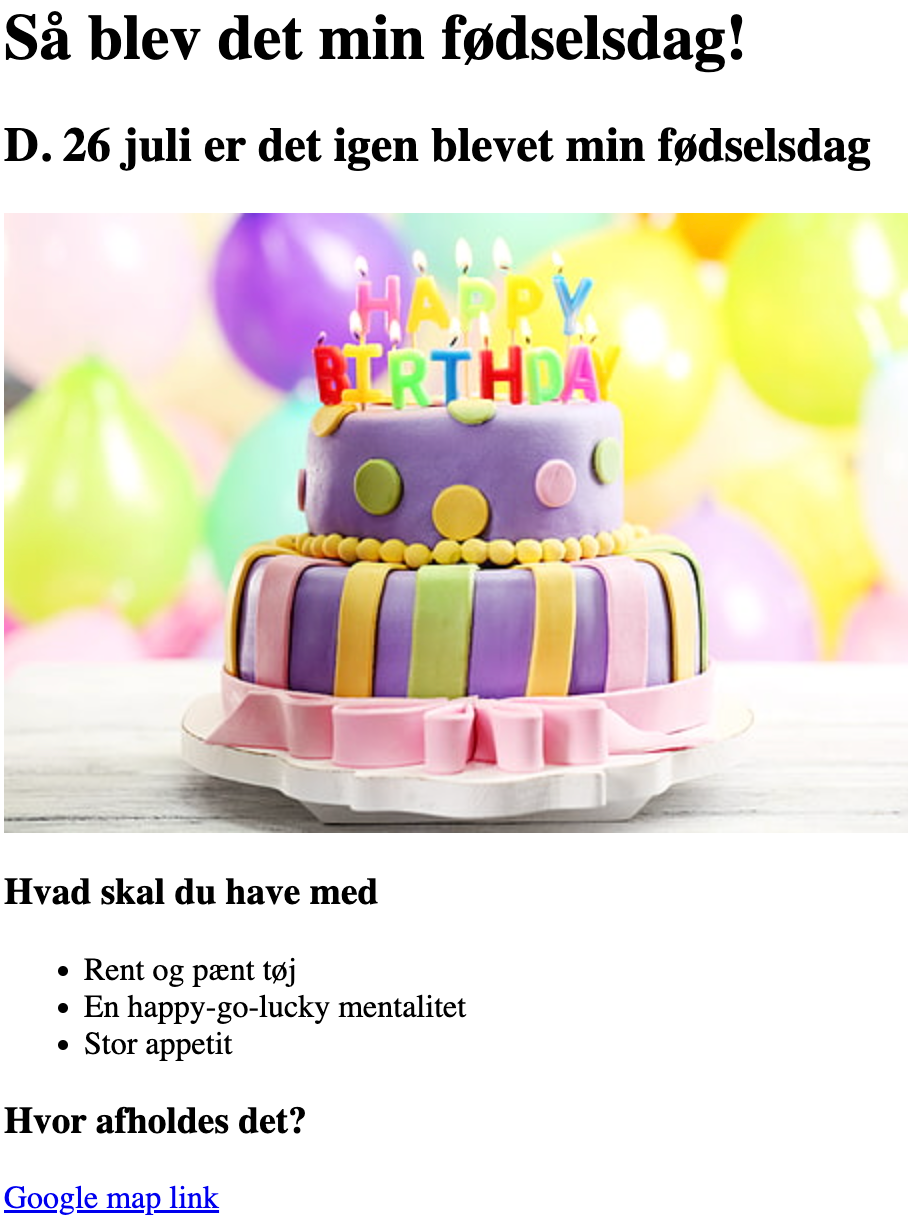 Så blev det min fødselsdag!
D. 26 juli er det igen blevet min fødselsdag
HAPPY
BIRTHDAY
Hvad skal du have med
Rent og pænt tøj
En happy-go-lucky mentalitet
Stor appetit
Hvor afholdes det?
Google map link